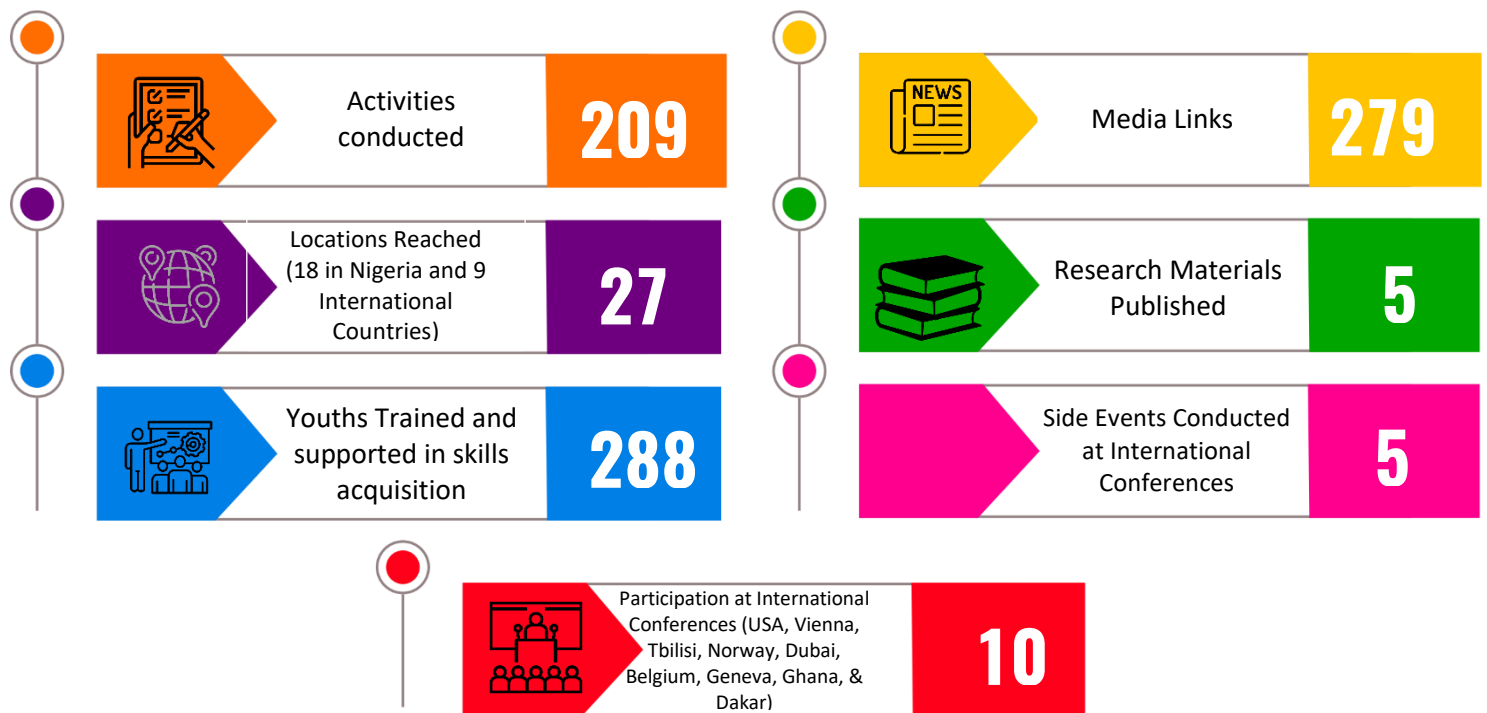 Activities
conducted
209
NEWS
Media Links
279
Locations Reached
(18 in Nigeria and 9
International
Countries)
27
Research Materials
Published
5
Youths Trained and
supported in skills
acquisition
288
Side Events Conducted
at International
Conferences
5
Participation at International
Conferences (USA, Vienna,
Tbilisi, Norway, Dubai,
Belgium, Geneva, Ghana, &
Dakar)
10